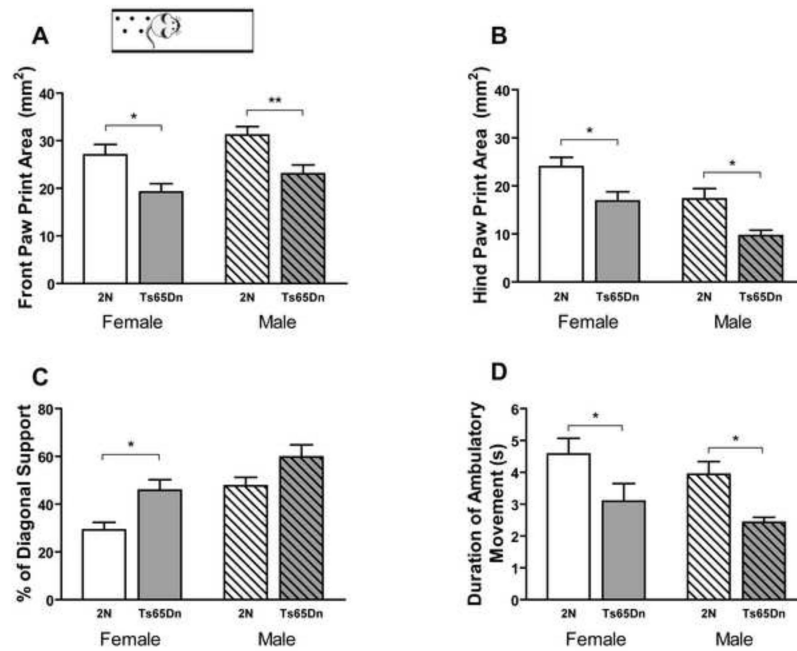 A
Front Paw Print Area (mm²)
40
30
20
10
0
*
**
2N Ts65Dn 2N Ts65Dn
Female Male
B
Hind Paw Print Area (mm²)
40
30
20
10
0
*
*
2N Ts65Dn 2N Ts65Dn
Female Male
C
% of Diagonal Support
80
60
40
20
0
*
2N Ts65Dn 2N Ts65Dn
Female Male
D
Duration of Ambulatory
Movement (s)
6
5
4
3
2
1
0
*
*
2N Ts65Dn 2N Ts65Dn
Female Male